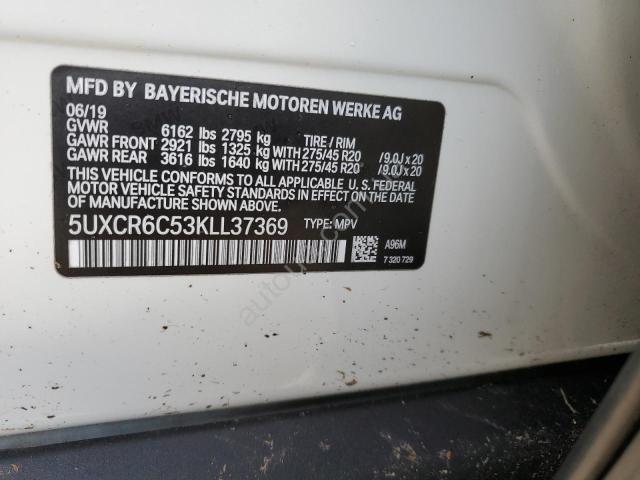 MFD BY BAYERISCHE MOTOREN WERKE AG
06/19
GVWR 6162 lbs 2795 kg TIRE / RIM
GAWR FRONT 2921 lbs 1325 kg WITH 275/45 R20 / 9.0J x 20
GAWR REAR 3616 lbs 1640 kg WITH 275/45 R20 / 9.0J x 20
THIS VEHICLE CONFORMS TO ALL APPLICABLE U.S. FEDERAL
MOTOR VEHICLE SAFETY STANDARDS IN EFFECT
ON THE DATE OF MANUFACTURE SHOWN ABOVE.
5UXCR6C53KLL37369 TYPE: MPV
A96M
7 320 729